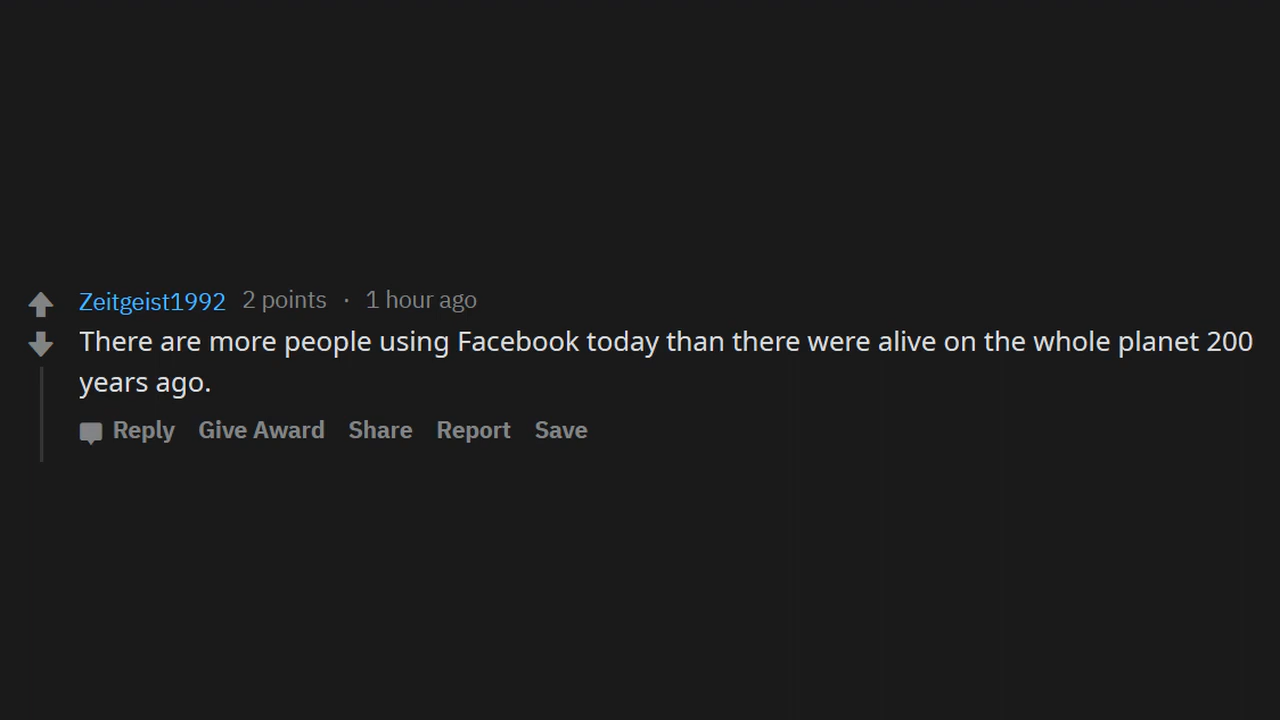 Zeitgeist1992 2 points · 1 hour ago
There are more people using Facebook today than there were alive on the whole planet 200
years ago.
Reply Give Award Share Report Save